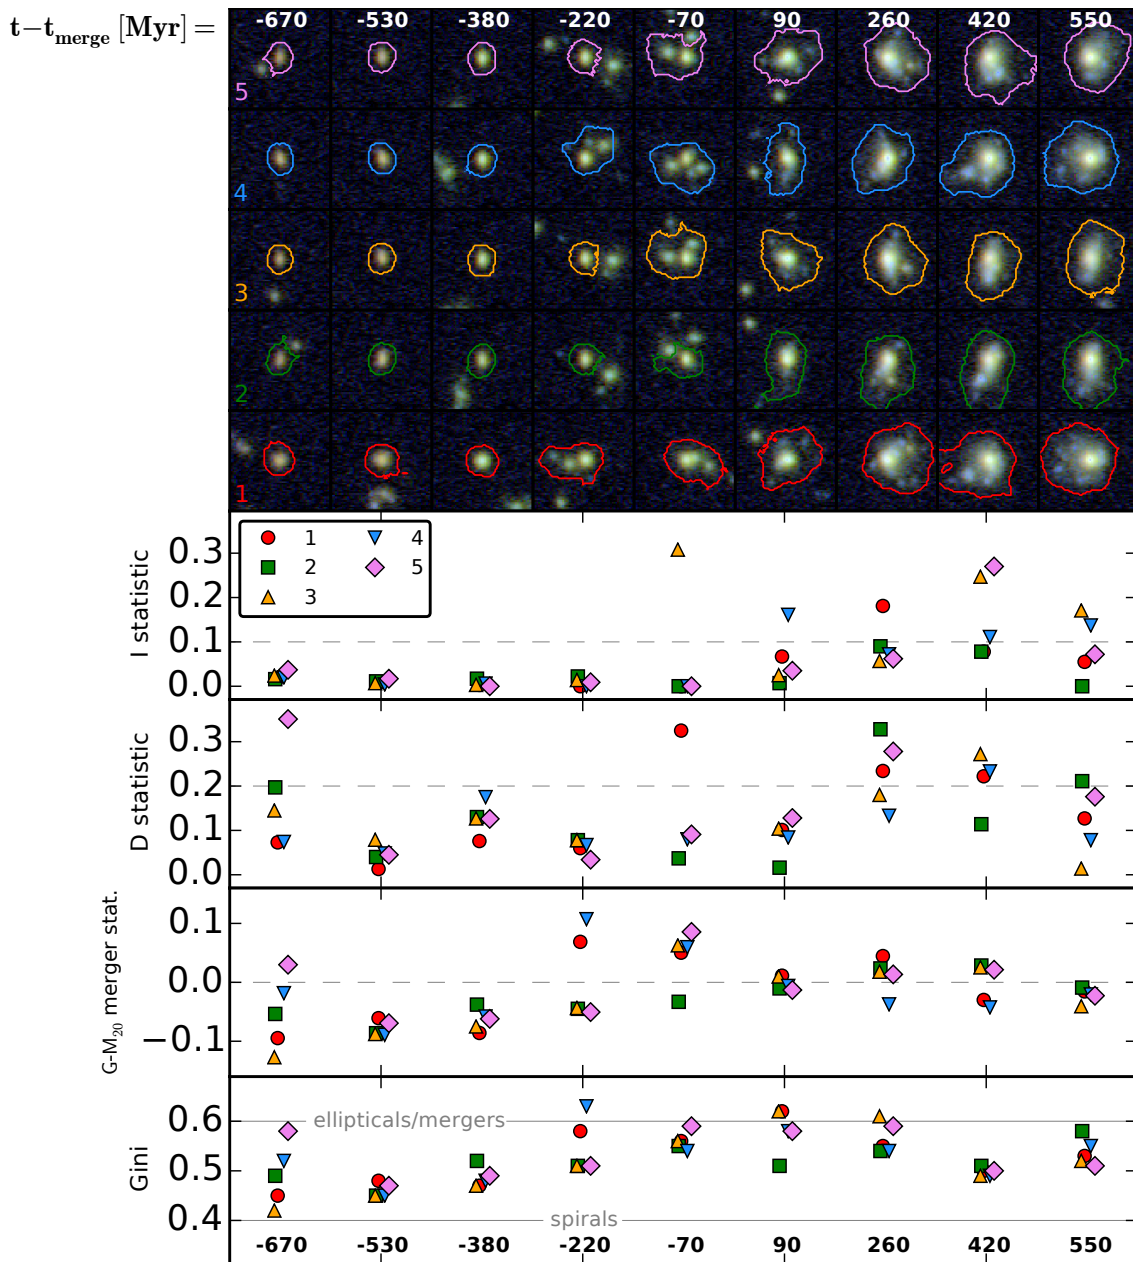 t−t_merge [Myr] = -670 -530 -380 -220 -70 90 260 420 550
5
4
3
2
1
I statistic
0.3
0.2
0.1
0.0
1 4
2 5
3
D statistic
0.3
0.2
0.1
0.0
G-M₂₀ merger stat.
0.1
0.0
−0.1
Gini
0.6
0.5
0.4
ellipticals/mergers
spirals
-670 -530 -380 -220 -70 90 260 420 550